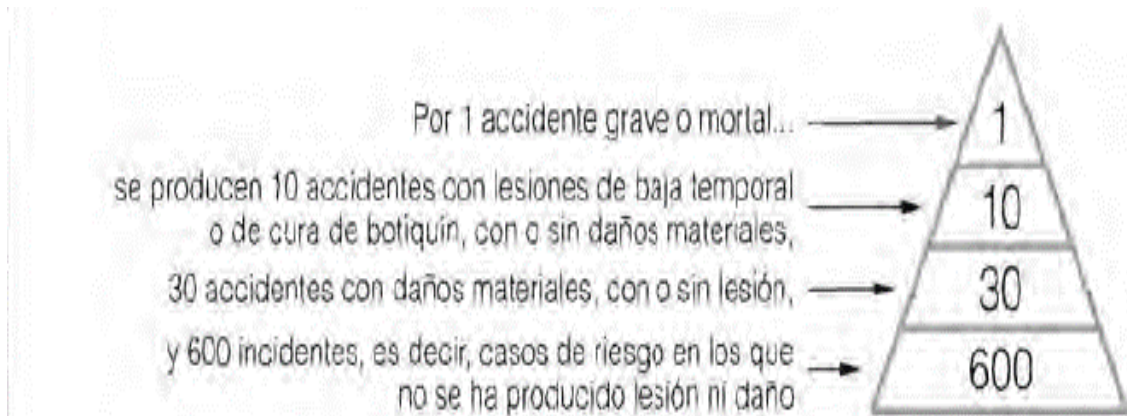 Por 1 accidente grave o mortal...
1
se producen 10 accidentes con lesiones de baja temporal
o de cura de botiquín, con o sin daños materiales,
10
30 accidentes con daños materiales, con o sin lesión,
30
y 600 incidentes, es decir, casos de riesgo en los que
no se ha producido lesión ni daño
600